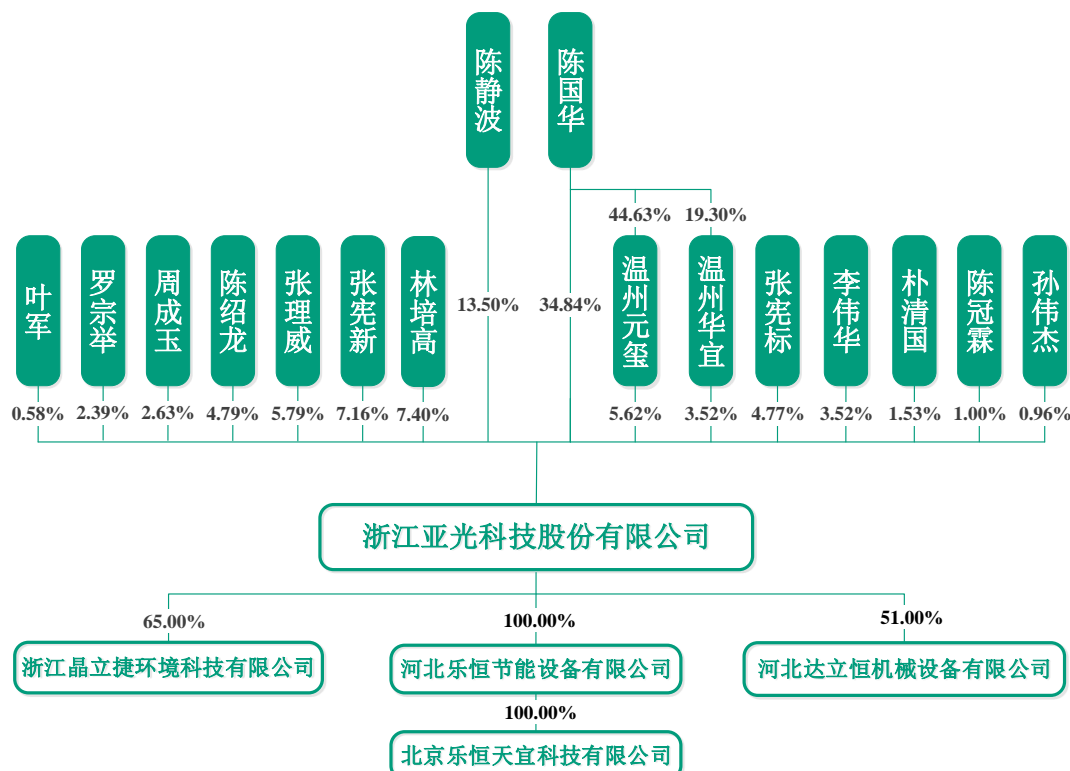 陈静波
陈国华
44.63%
19.30%
叶军
罗宗举
周成玉
陈绍龙
张理威
张宪新
林培高
13.50%
34.84%
温州元玺
温州华宜
张宪标
李伟华
朴清国
陈冠霖
孙伟杰
0.58%
2.39%
2.63%
4.79%
5.79%
7.16%
7.40%
5.62%
3.52%
4.77%
3.52%
1.53%
1.00%
0.96%
浙江亚光科技股份有限公司
65.00%
100.00%
51.00%
浙江晶立捷环境科技有限公司
河北乐恒节能设备有限公司
河北达立恒机械设备有限公司
100.00%
北京乐恒天宜科技有限公司